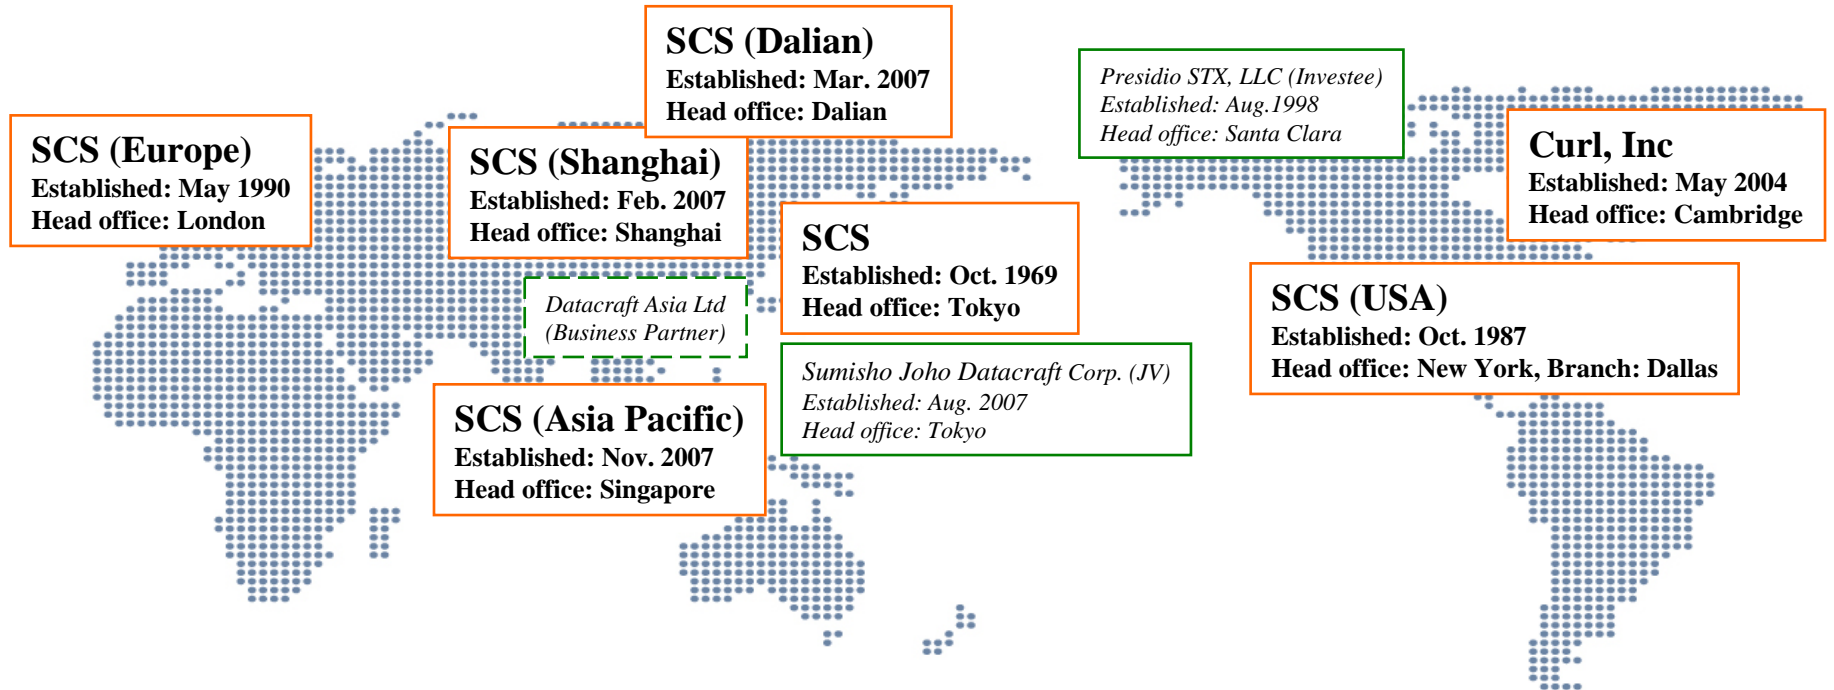 SCS (Dalian)
Established: Mar. 2007
Head office: Dalian
Presidio STX, LLC (Investee)
Established: Aug.1998
Head office: Santa Clara
SCS (Europe)
Established: May 1990
Head office: London
SCS (Shanghai)
Established: Feb. 2007
Head office: Shanghai
Curl, Inc
Established: May 2004
Head office: Cambridge
SCS
Established: Oct. 1969
Head office: Tokyo
Datacraft Asia Ltd
(Business Partner)
SCS (USA)
Established: Oct. 1987
Head office: New York, Branch: Dallas
Sumisho Joho Datacraft Corp. (JV)
Established: Aug. 2007
Head office: Tokyo
SCS (Asia Pacific)
Established: Nov. 2007
Head office: Singapore